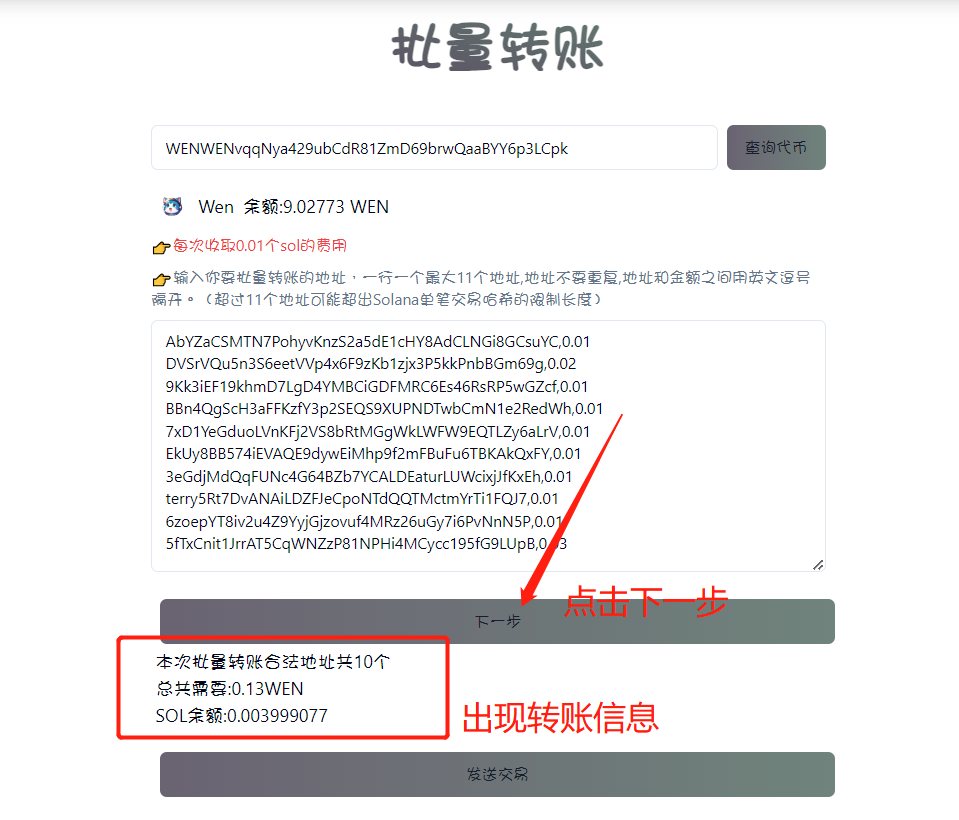 批量转账
WENWENvqqNya429ubCdR81ZmD69brwQaaBYY6p3LCpk
查询代币
Wen 余额:9.02773 WEN
👉每次收取0.01个sol的费用
👉输入你要批量转账的地址，一行一个最大11个地址,地址不要重复,地址和金额之间用英文逗号
隔开。（超过11个地址可能超出Solana单笔交易哈希的限制长度）
AbYZaCSMTN7PohyvKnzS2a5dE1cHY8AdCLNGi8GCsuYC,0.01
DVSrVQu5n3S6eetVVp4x6F9zKb1zjx3P5kkPnbBGm69g,0.02
9Kk3iEF19khmD7LgD4YMBCiGDFMRC6Es46RsRP5wGZcf,0.01
BBn4QgScH3aFFKzfY3p2SEQS9XUPNDTwbCmN1e2RedWh,0.01
7xD1YeGduoLVnKFj2VS8bRtMGgWkLWFW9EQTLZy6aLrV,0.01
EkUy8BB574iEVAQE9dywEiMhp9f2mFBuFu6TBKAkQxFY,0.01
3eGdjMdQqFUNc4G64BZb7YCALDEaturLUWcixjJfKxEh,0.01
terry5Rt7DvANAiLDZFJeCpoNTdQQTMctmYrTi1FQJ7,0.01
6zoepYT8iv2u4Z9YyjGjzovuf4MRz26uGy7i6PvNnN5P,0.01
5fTxCnit1JrrAT5CqWNZzP81NPHi4MCycc195fG9LUpB,0.03
点击下一步
下一步
本次批量转账合法地址共10个
总共需要:0.13WEN
SOL余额:0.003999077
出现转账信息
发送交易